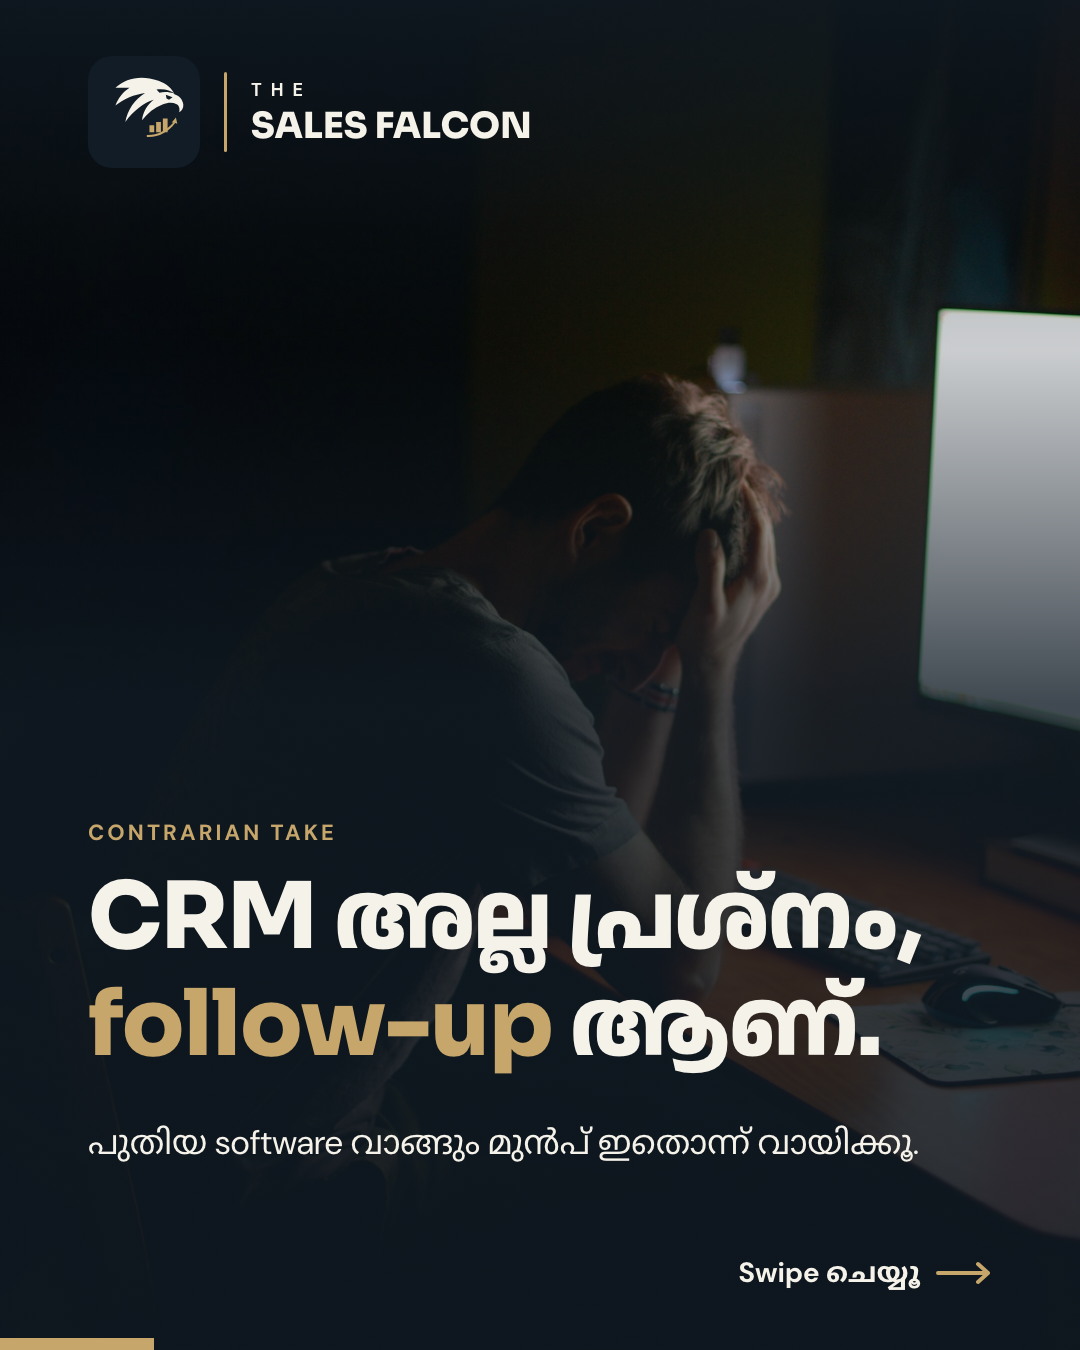 THE
SALES FALCON
CONTRARIAN TAKE
CRM അല്ല പ്രശ്നം,
follow-up ആണ്.
പുതിയ software വാങ്ങും മുൻപ് ഇതൊന്ന് വായിക്കൂ.
Swipe ചെയ്യൂ